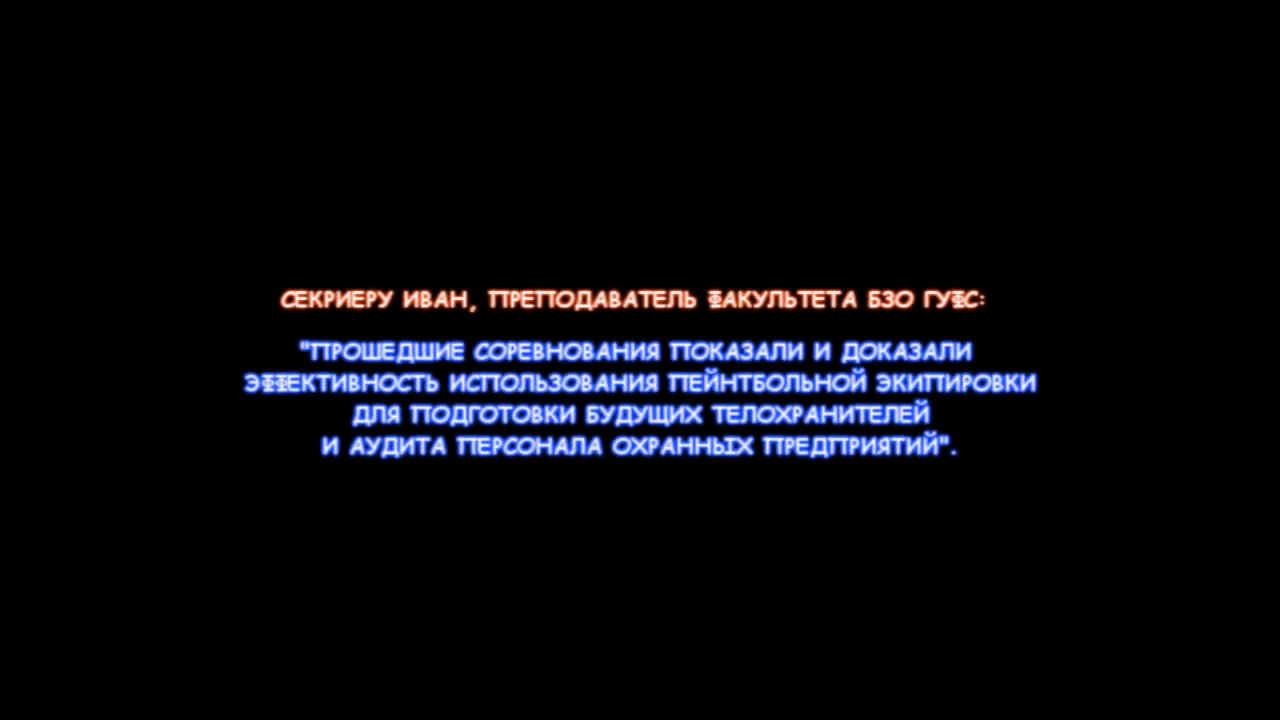 СЕКРИЕРУ ИВАН, ПРЕПОДАВАТЕЛЬ ФАКУЛЬТЕТА БЗО ГУФС:
"ПРОШЕДШИЕ СОРЕВНОВАНИЯ ПОКАЗАЛИ И ДОКАЗАЛИ
ЭФФЕКТИВНОСТЬ ИСПОЛЬЗОВАНИЯ ПЕЙНТБОЛЬНОЙ ЭКИПИРОВКИ
ДЛЯ ПОДГОТОВКИ БУДУЩИХ ТЕЛОХРАНИТЕЛЕЙ
И АУДИТА ПЕРСОНАЛА ОХРАННЫХ ПРЕДПРИЯТИЙ".